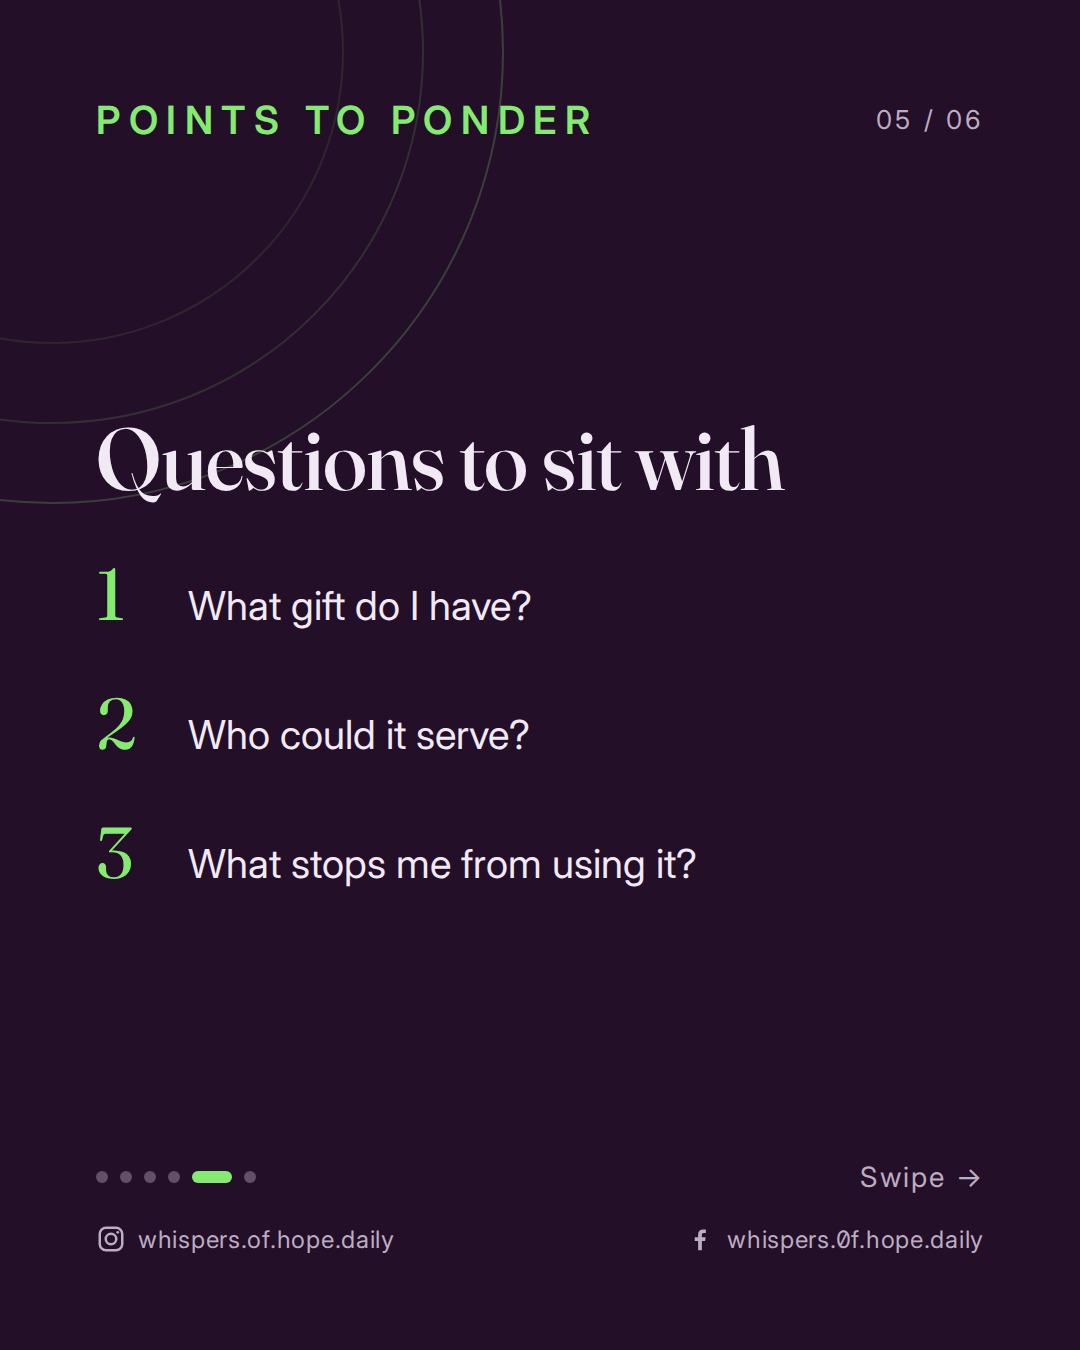 POINTS TO PONDER
05 / 06
Questions to sit with
1 What gift do I have?
2 Who could it serve?
3 What stops me from using it?
Swipe →
whispers.of.hope.daily
whispers.0f.hope.daily